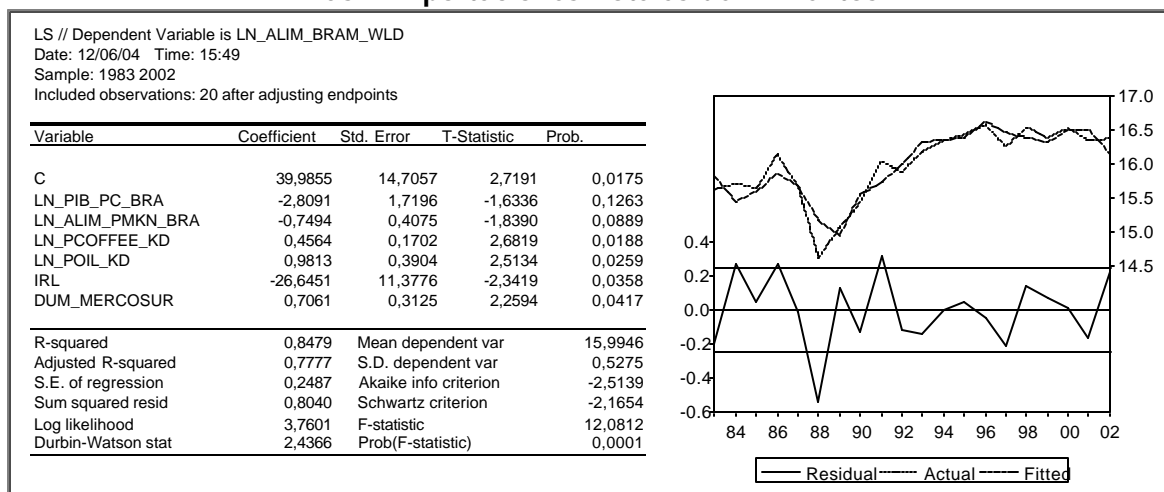 LS // Dependent Variable is LN_ALIM_BRAM_WLD
Date: 12/06/04 Time: 15:49
Sample: 1983 2002
Included observations: 20 after adjusting endpoints
Variable Coefficient Std. Error T-Statistic Prob.
C 39,9855 14,7057 2,7191 0,0175
LN_PIB_PC_BRA -2,8091 1,7196 -1,6336 0,1263
LN_ALIM_PMKN_BRA -0,7494 0,4075 -1,8390 0,0889
LN_PCOFFEE_KD 0,4564 0,1702 2,6819 0,0188
LN_POIL_KD 0,9813 0,3904 2,5134 0,0259
IRL -26,6451 11,3776 -2,3419 0,0358
DUM_MERCOSUR 0,7061 0,3125 2,2594 0,0417
R-squared 0,8479 Mean dependent var 15,9946
Adjusted R-squared 0,7777 S.D. dependent var 0,5275
S.E. of regression 0,2487 Akaike info criterion -2,5139
Sum squared resid 0,8040 Schwartz criterion -2,1654
Log likelihood 3,7601 F-statistic 12,0812
Durbin-Watson stat 2,4366 Prob(F-statistic) 0,0001
17.0
16.5
16.0
15.5
15.0
14.5
0.4
0.2
0.0
-0.2
-0.4
-0.6
84 86 88 90 92 94 96 98 00 02
Residual Actual Fitted